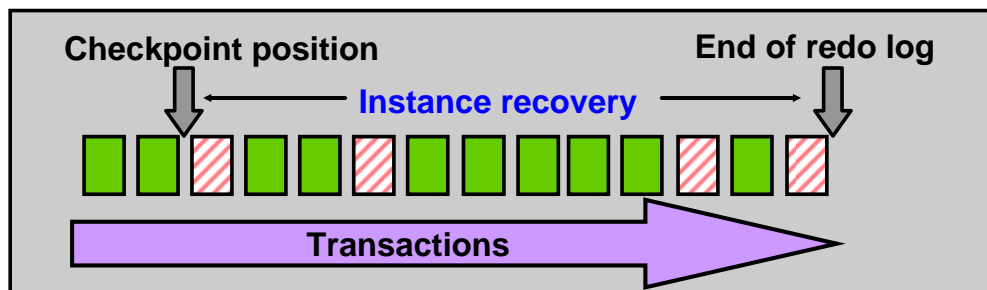 Checkpoint position
End of redo log
Instance recovery
Transactions